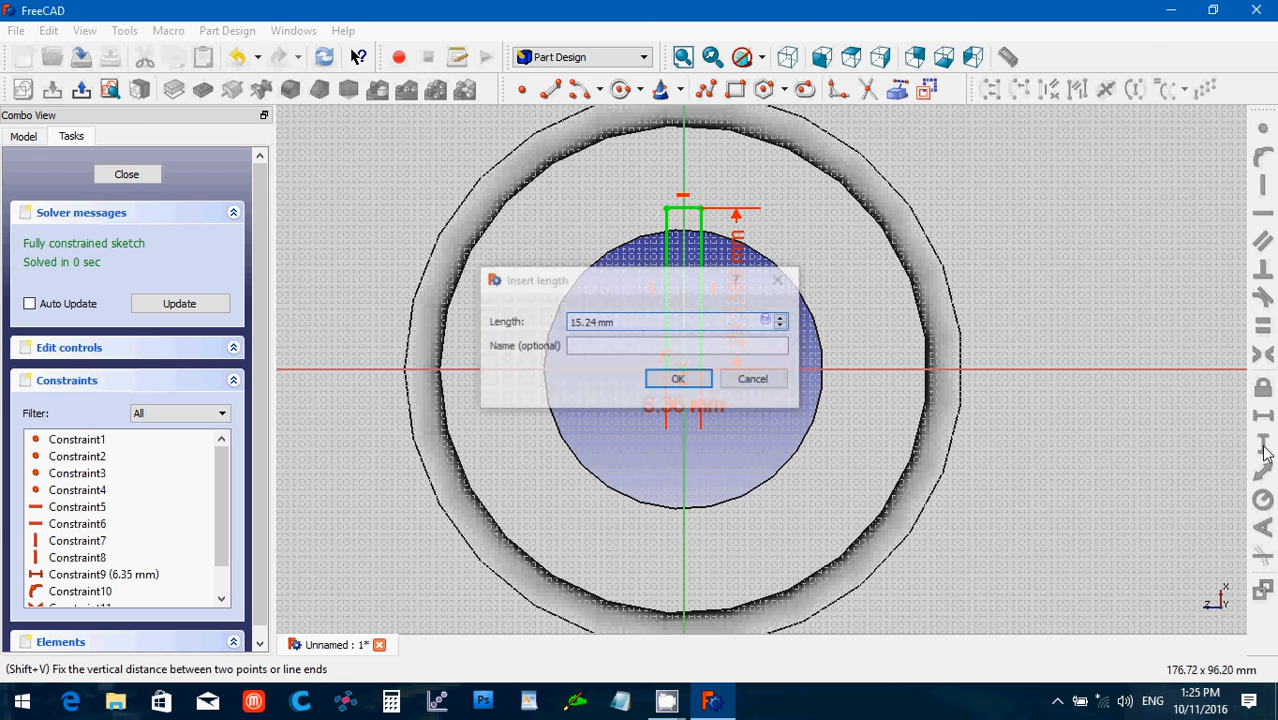 FreeCAD
File Edit View Tools Macro Part Design Windows Help
Part Design
Combo View
Model Tasks
Close
Solver messages
Fully constrained sketch
Solved in 0 sec
Auto Update Update
Edit controls
Constraints
Filter: All
Constraint1
Constraint2
Constraint3
Constraint4
Constraint5
Constraint6
Constraint7
Constraint8
Constraint9 (6.35 mm)
Constraint10
Elements
Insert length
?
Length: 15.24 mm
Name (optional)
OK Cancel
6.35 mm
X
Z Y
Unnamed : 1*
(Shift+V) Fix the vertical distance between two points or line ends
176.72 x 96.20 mm
Ps
ENG
1:25 PM
10/11/2016